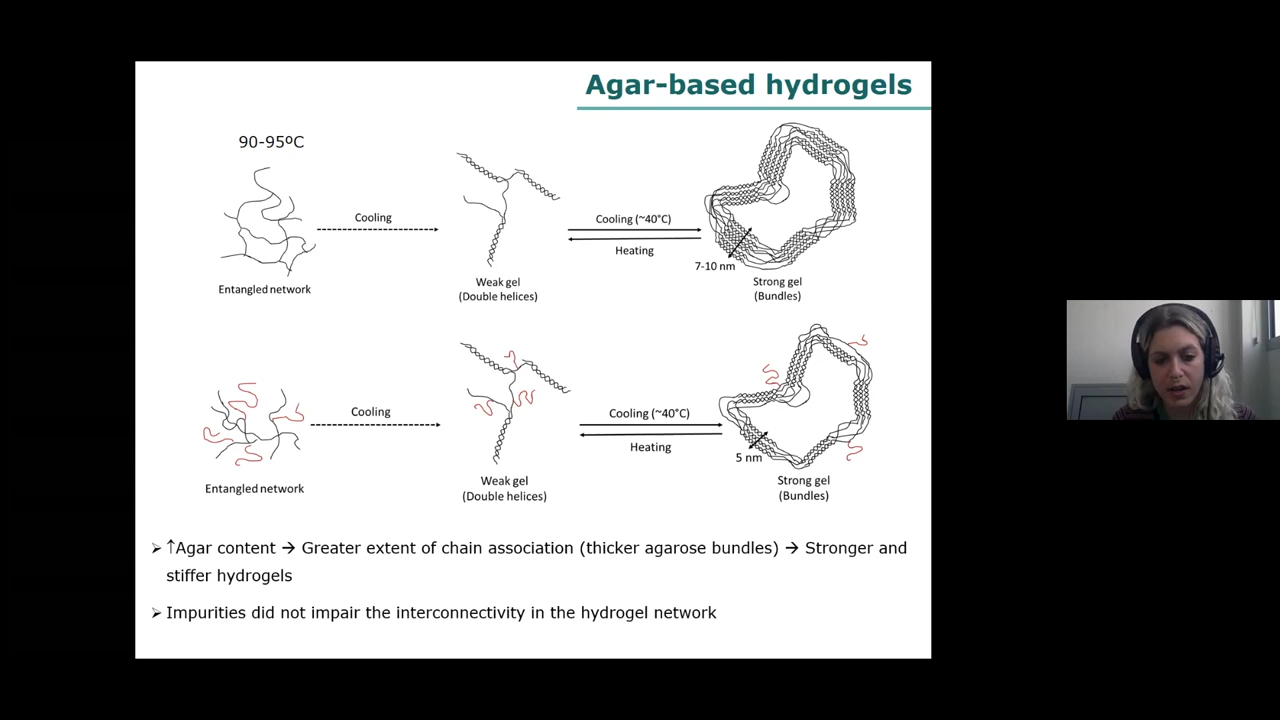 Agar-based hydrogels
90-95ºC
Cooling
Cooling (~40°C)
Heating
7-10 nm
Entangled network
Weak gel
(Double helices)
Strong gel
(Bundles)
Cooling
Cooling (~40°C)
Heating
5 nm
Entangled network
Weak gel
(Double helices)
Strong gel
(Bundles)
➢ ↑Agar content → Greater extent of chain association (thicker agarose bundles) → Stronger and
stiffer hydrogels
➢ Impurities did not impair the interconnectivity in the hydrogel network